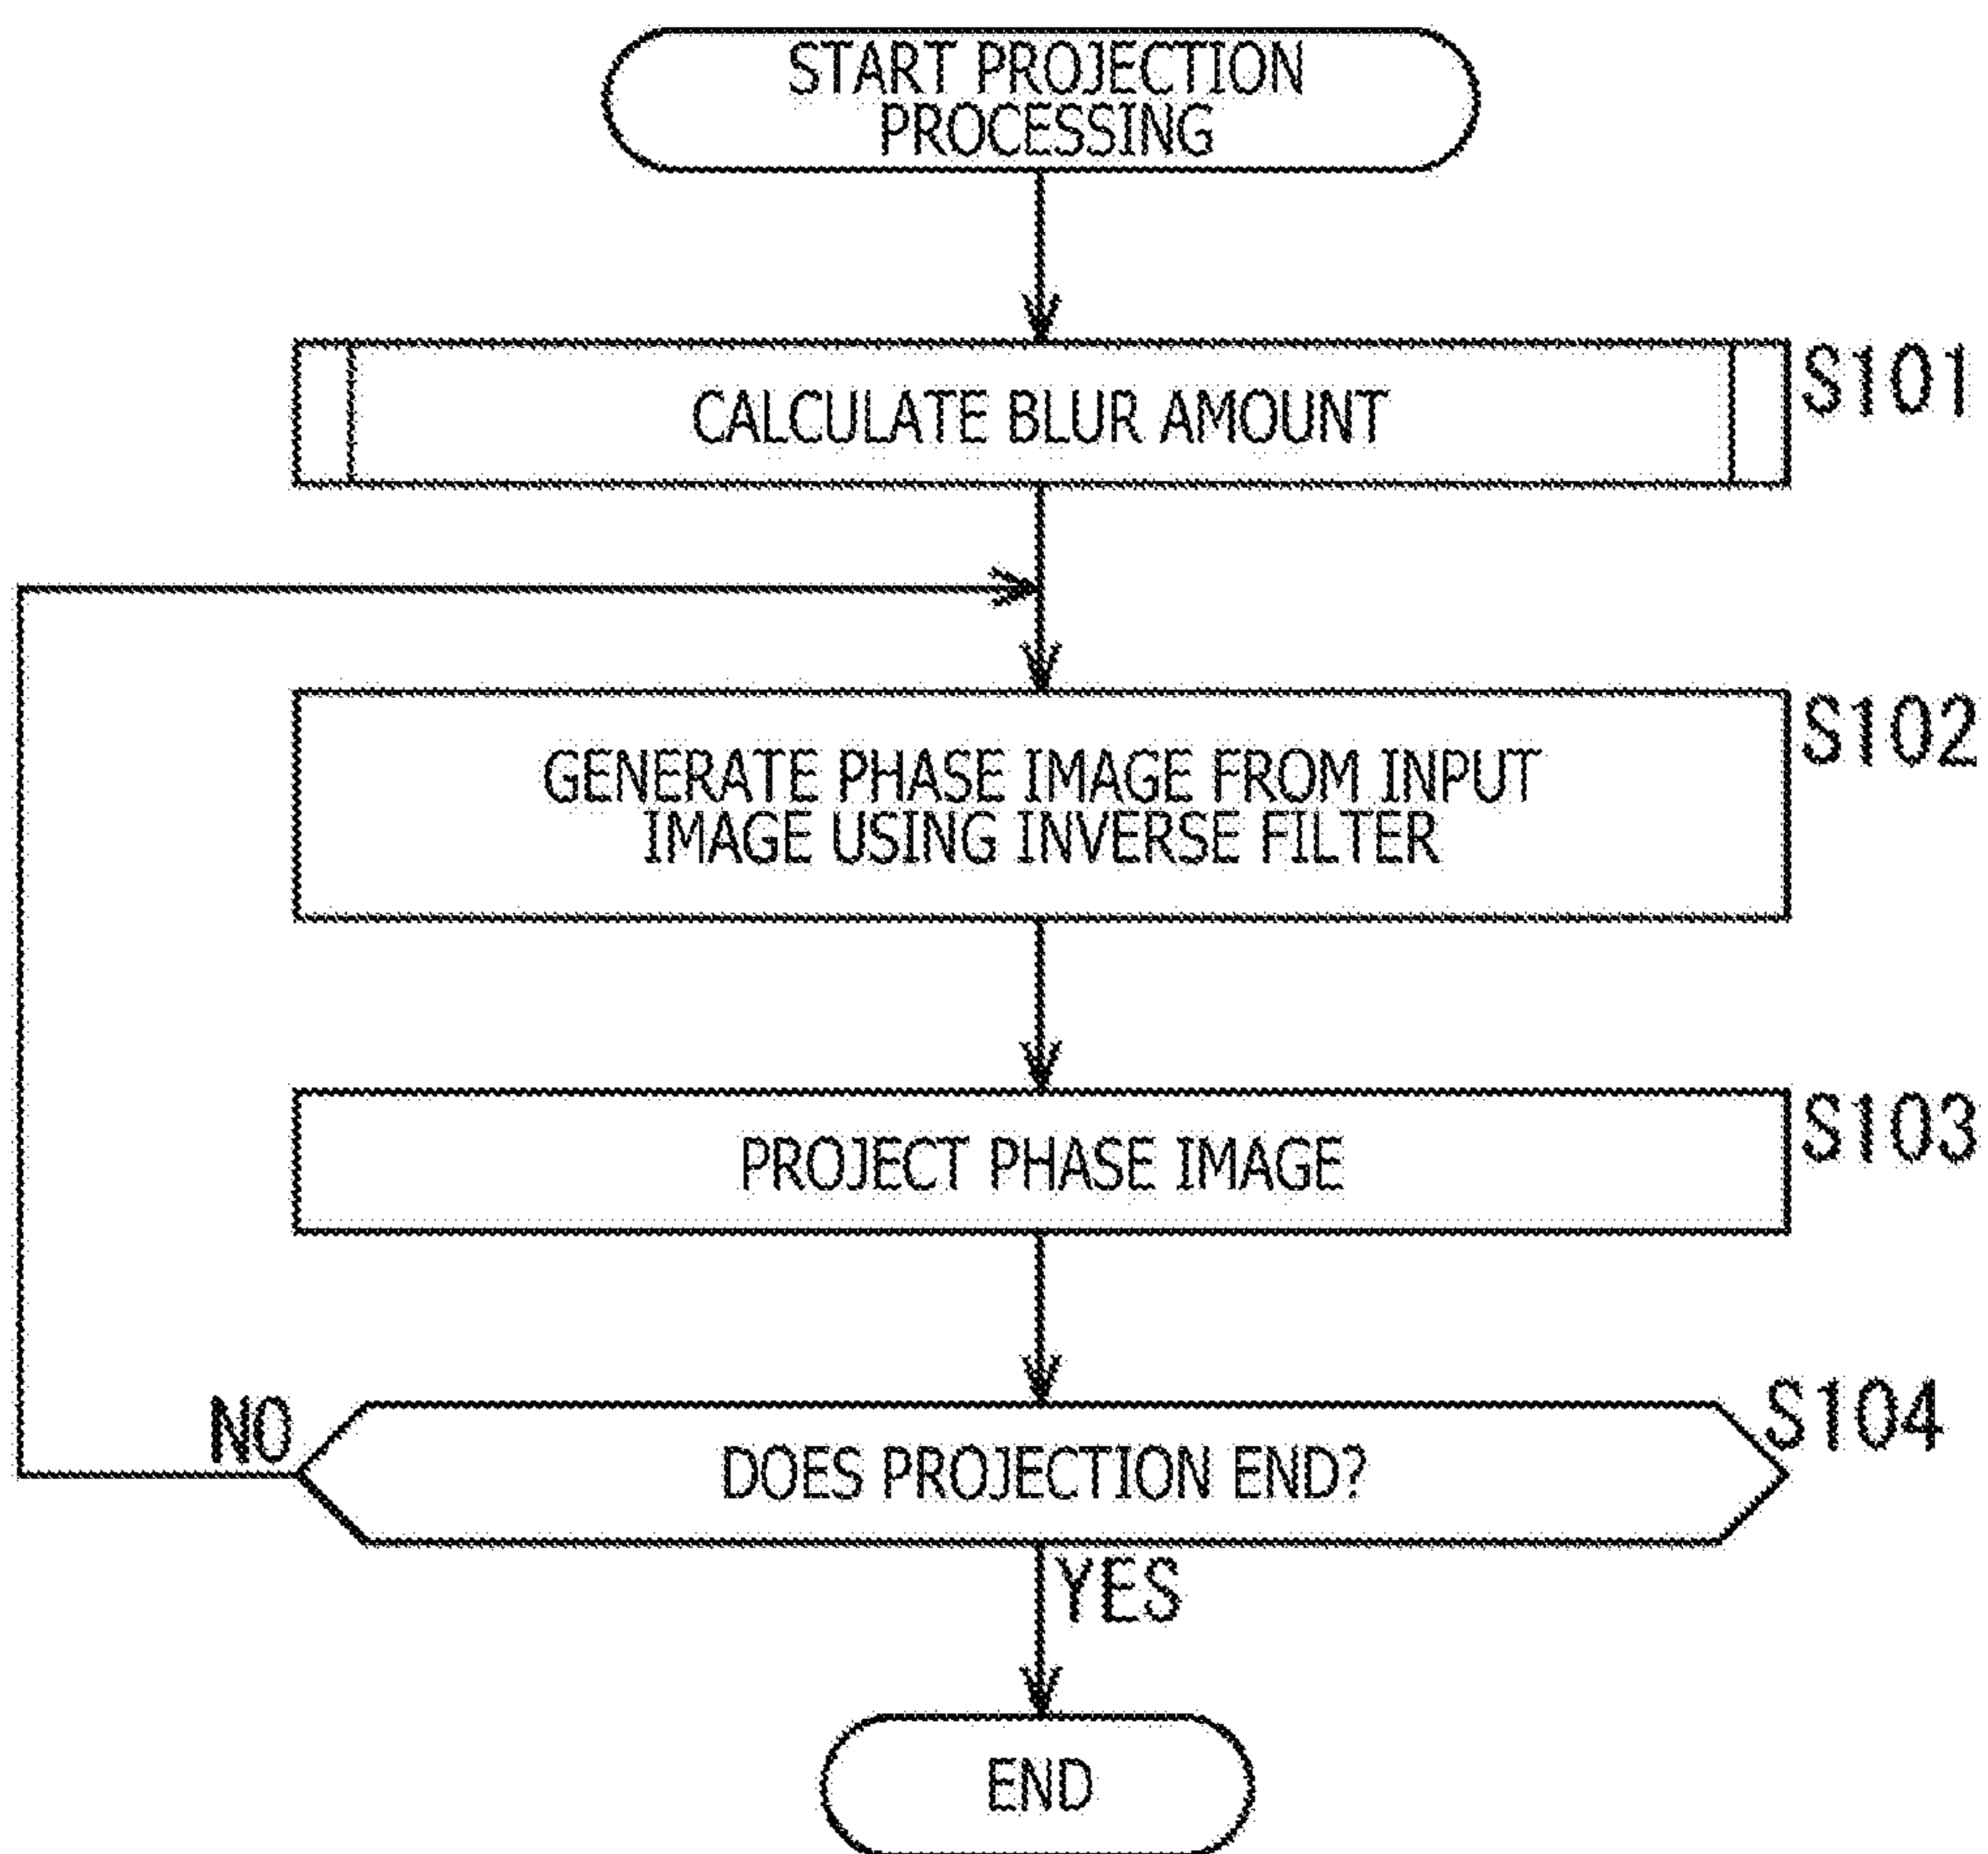 START PROJECTION
PROCESSING
CALCULATE BLUR AMOUNT
S101
GENERATE PHASE IMAGE FROM INPUT
IMAGE USING INVERSE FILTER
S102
PROJECT PHASE IMAGE
S103
NO
DOES PROJECTION END?
S104
YES
END